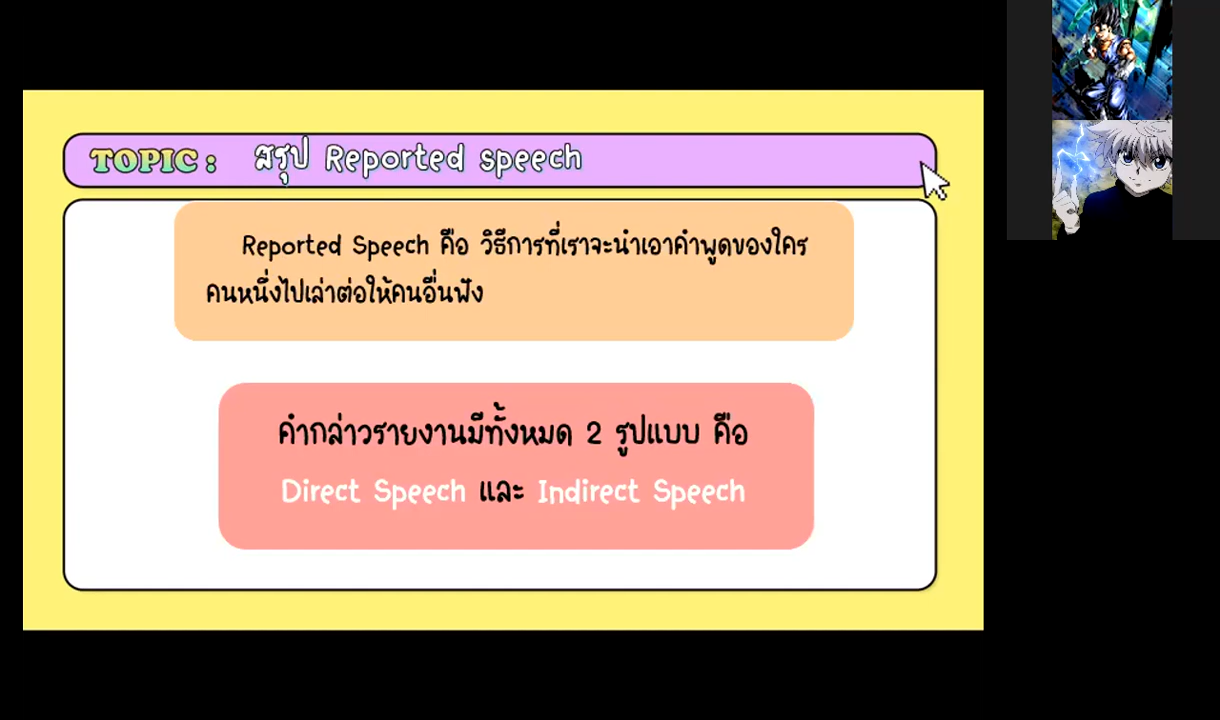 TOPIC : สรุป Reported speech
Reported Speech คือ วิธีการที่เราจะนำเอาคำพูดของใคร
คนหนึ่งไปเล่าต่อให้คนอื่นฟัง
คำกล่าวรายงานมีทั้งหมด 2 รูปแบบ คือ
Direct Speech และ Indirect Speech